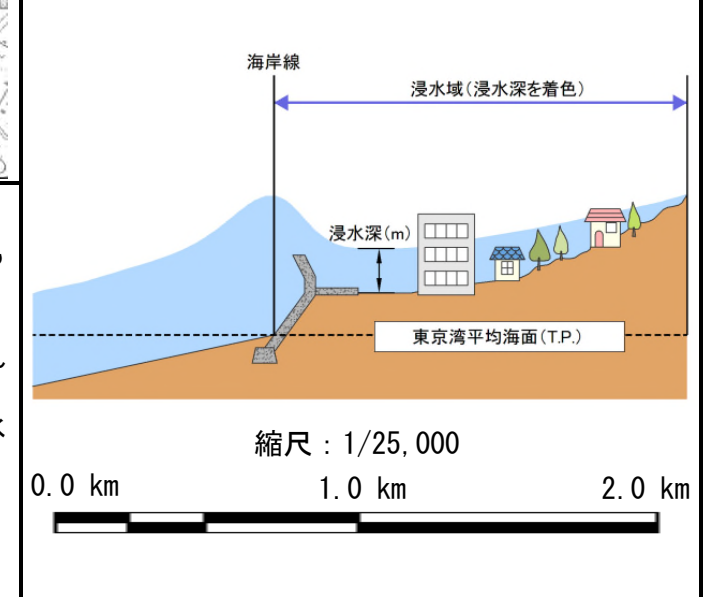 海岸線
浸水域(浸水深を着色)
浸水深(m)
東京湾平均海面(T.P.)
縮尺:1/25,000
0.0 km 1.0 km 2.0 km